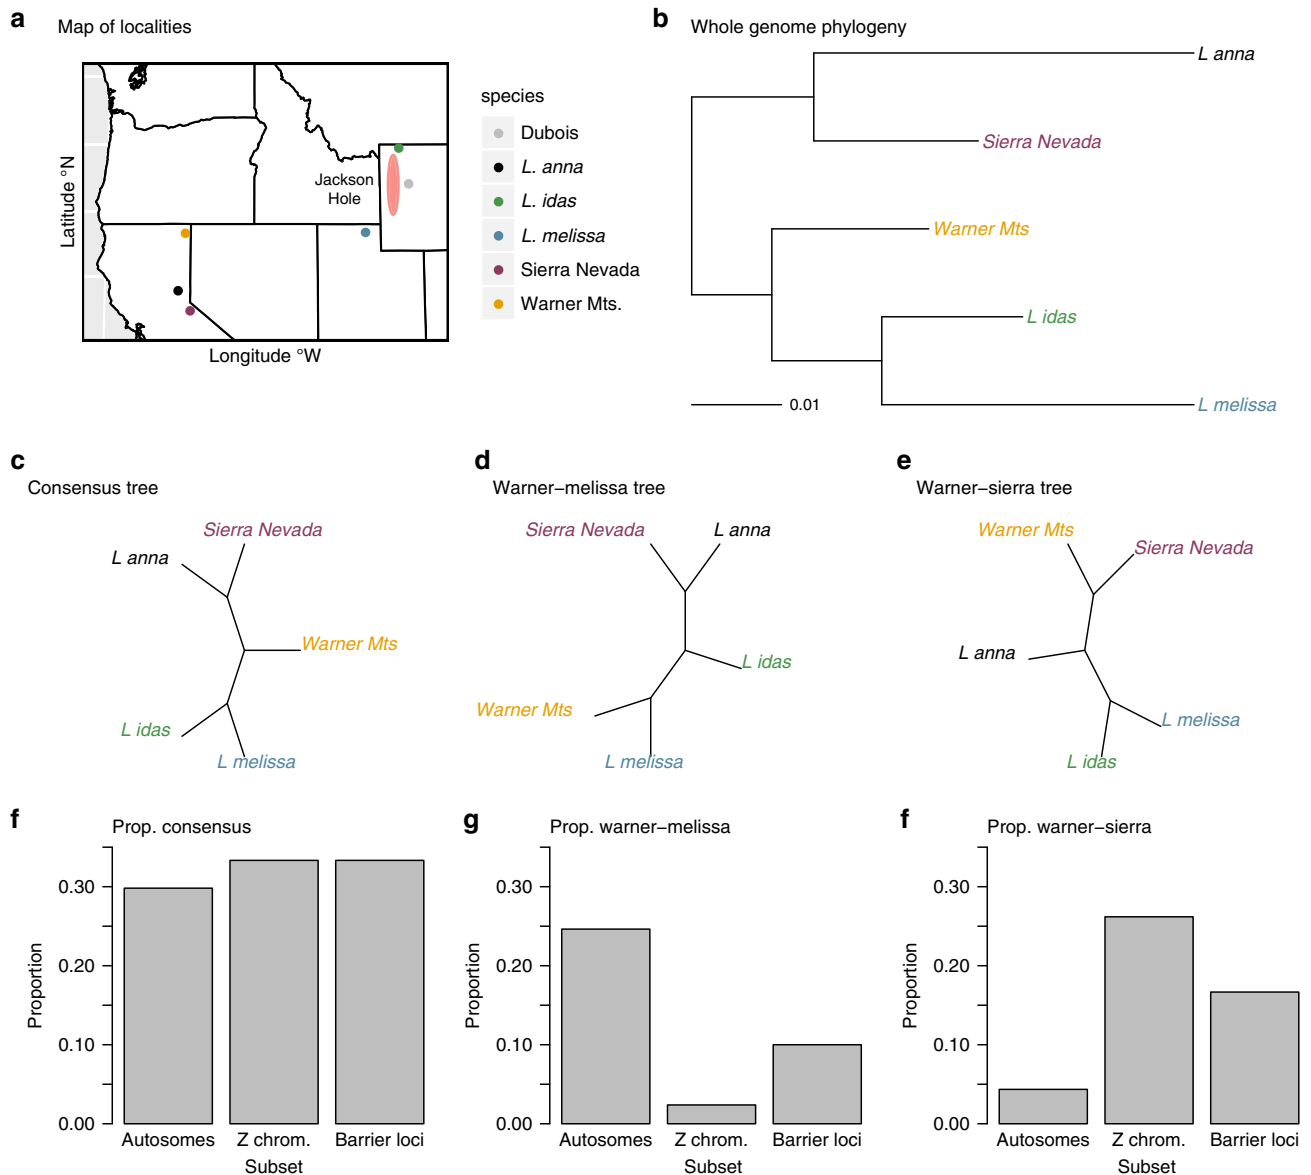 a
Map of localities
Latitude °N
Jackson
Hole
Longitude °W
species
Dubois
L. anna
L. idas
L. melissa
Sierra Nevada
Warner Mts.
b
Whole genome phylogeny
L anna
Sierra Nevada
Warner Mts
L idas
L melissa
0.01
c
Consensus tree
Sierra Nevada
L anna
Warner Mts
L idas
L melissa
d
Warner–melissa tree
Sierra Nevada
L anna
L idas
Warner Mts
L melissa
e
Warner–sierra tree
Warner Mts
Sierra Nevada
L anna
L melissa
L idas
f
Prop. consensus
Proportion
0.30
0.20
0.10
0.00
Autosomes
Z chrom.
Barrier loci
Subset
g
Prop. warner–melissa
Proportion
0.30
0.20
0.10
0.00
Autosomes
Z chrom.
Barrier loci
Subset
f
Prop. warner–sierra
Proportion
0.30
0.20
0.10
0.00
Autosomes
Z chrom.
Barrier loci
Subset